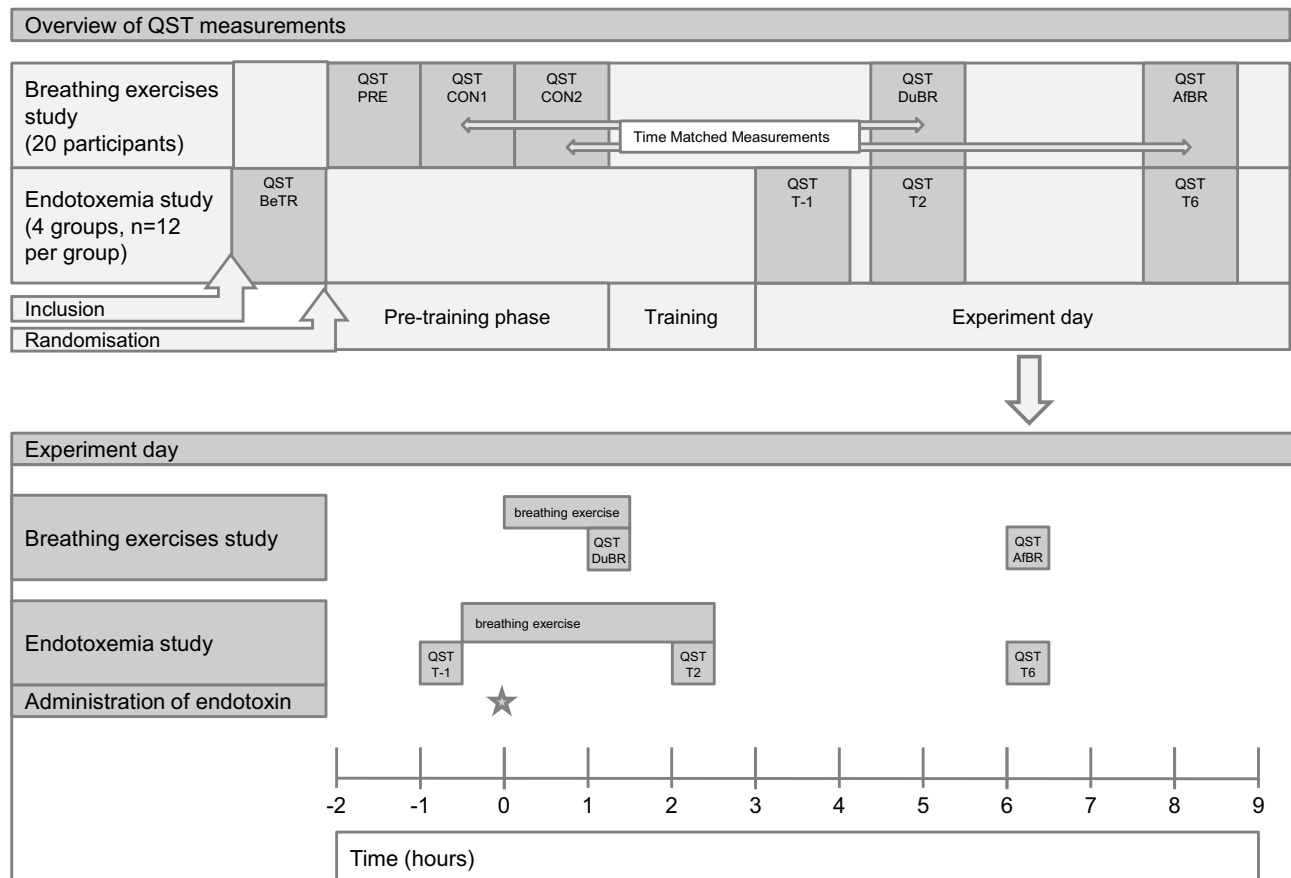 Overview of QST measurements
Breathing exercises
study
(20 participants)
QST
PRE
QST
CON1
QST
CON2
QST
DuBR
QST
AfBR
Time Matched Measurements
Endotoxemia study
(4 groups, n=12
per group)
QST
BeTR
QST
T-1
QST
T2
QST
T6
Inclusion
Randomisation
Pre-training phase
Training
Experiment day
Experiment day
Breathing exercises study
breathing exercise
QST
DuBR
QST
AfBR
Endotoxemia study
breathing exercise
QST
T-1
QST
T2
QST
T6
Administration of endotoxin
-2 -1 0 1 2 3 4 5 6 7 8 9
Time (hours)